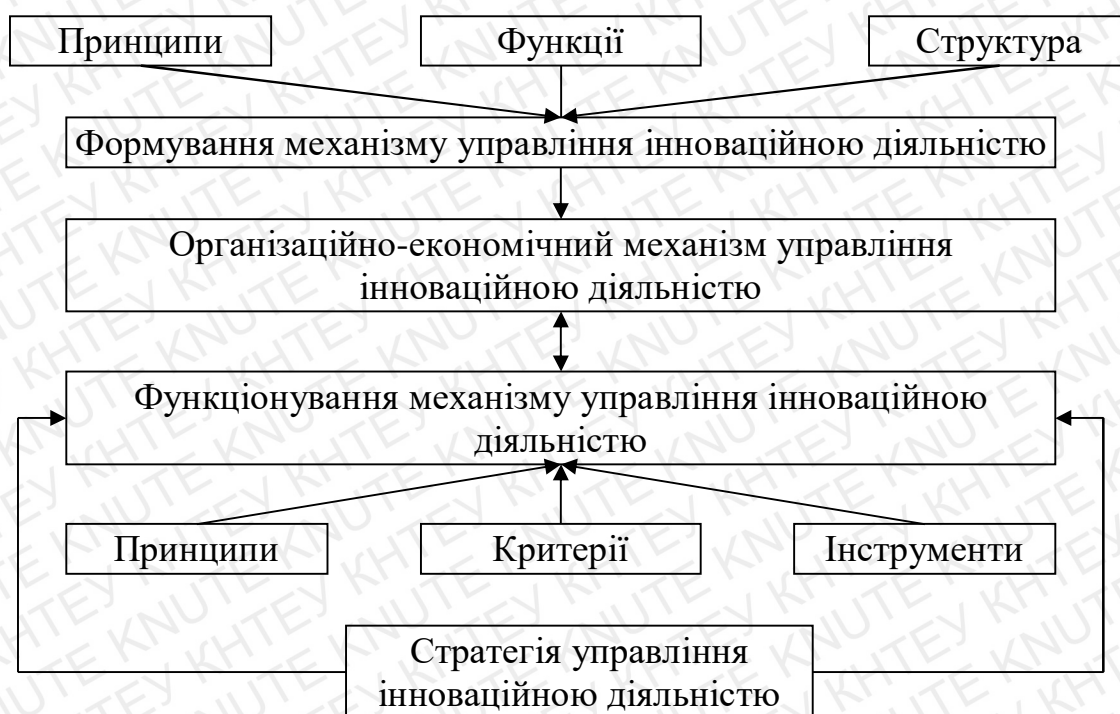 Принципи
Функції
Структура
Формування механізму управління інноваційною діяльністю
Організаційно-економічний механізм управління
інноваційною діяльністю
Функціонування механізму управління інноваційною
діяльністю
Принципи
Критерії
Інструменти
Стратегія управління
інноваційною діяльністю